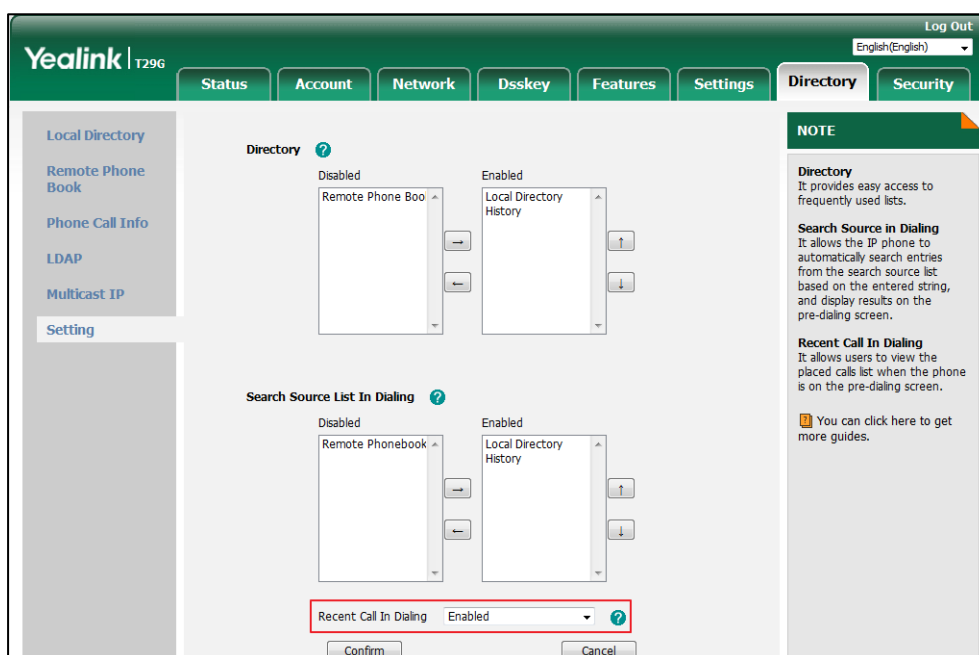 Log Out
English(English)
Yealink T29G
Status Account Network Dsskey Features Settings Directory Security
Local Directory
Remote Phone
Book
Phone Call Info
LDAP
Multicast IP
Setting
Directory ?
Disabled Enabled
Remote Phone Boo Local Directory
History
→ ↑
← ↓
Search Source List In Dialing ?
Disabled Enabled
Remote Phonebook Local Directory
History
→ ↑
← ↓
Recent Call In Dialing Enabled ?
Confirm Cancel
NOTE
Directory
It provides easy access to
frequently used lists.
Search Source in Dialing
It allows the IP phone to
automatically search entries
from the search source list
based on the entered string,
and display results on the
pre-dialing screen.
Recent Call In Dialing
It allows users to view the
placed calls list when the phone
is on the pre-dialing screen.
? You can click here to get
more guides.